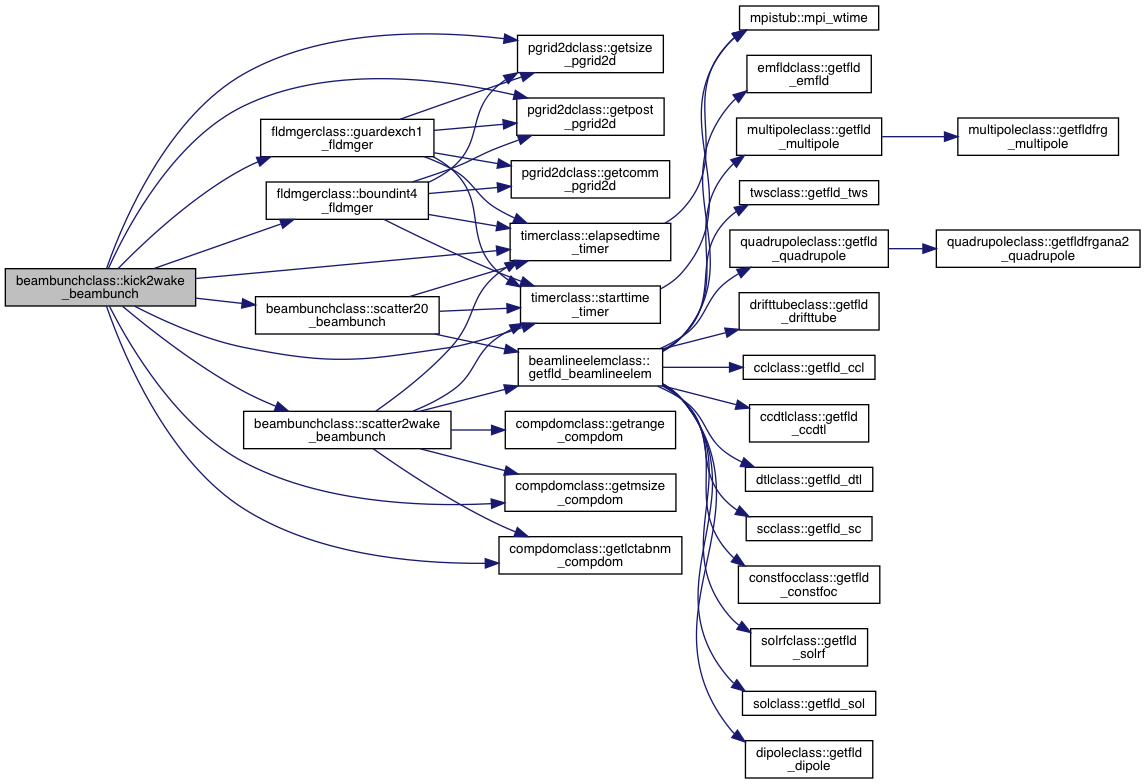 beambunchclass::kick2wake
_beambunch
fldmgerclass::guardexch1
_fldmger
fldmgerclass::boundint4
_fldmger
beambunchclass::scatter20
_beambunch
beambunchclass::scatter2wake
_beambunch
pgrid2dclass::getsize
_pgrid2d
pgrid2dclass::getpost
_pgrid2d
pgrid2dclass::getcomm
_pgrid2d
timerclass::elapsedtime
_timer
timerclass::starttime
_timer
beamlineelemclass::
getfld_beamlineelem
compdomclass::getrange
_compdom
compdomclass::getmsize
_compdom
compdomclass::getlctabnm
_compdom
mpistub::mpi_wtime
emfldclass::getfld
_emfld
multipoleclass::getfld
_multipole
twsclass::getfld_tws
quadrupoleclass::getfld
_quadrupole
drifttubeclass::getfld
_drifttube
cclclass::getfld_ccl
ccdtlclass::getfld
_ccdtl
dtlclass::getfld_dtl
scclass::getfld_sc
constfocclass::getfld
_constfoc
solrfclass::getfld
_solrf
solclass::getfld_sol
dipoleclass::getfld
_dipole
multipoleclass::getfldfrg
_multipole
quadrupoleclass::getfldfrgana2
_quadrupole